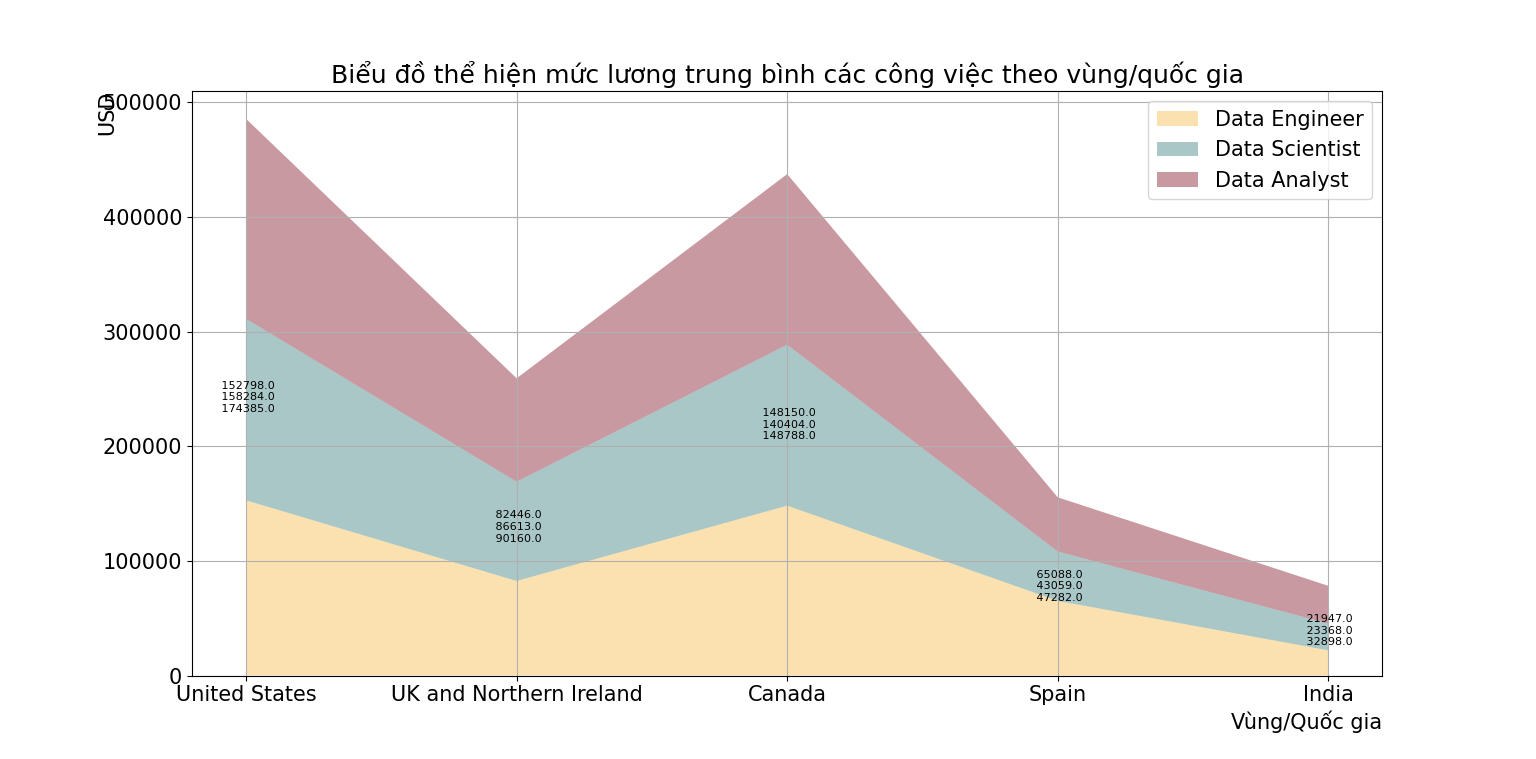 Biểu đồ thể hiện mức lương trung bình các công việc theo vùng/quốc gia
USD
500000
400000
300000
200000
100000
0
Data Engineer
Data Scientist
Data Analyst
152798.0
158284.0
174385.0
82446.0
86613.0
90160.0
148150.0
140404.0
148788.0
65088.0
43059.0
47282.0
21947.0
23368.0
32898.0
United States
UK and Northern Ireland
Canada
Spain
India
Vùng/Quốc gia